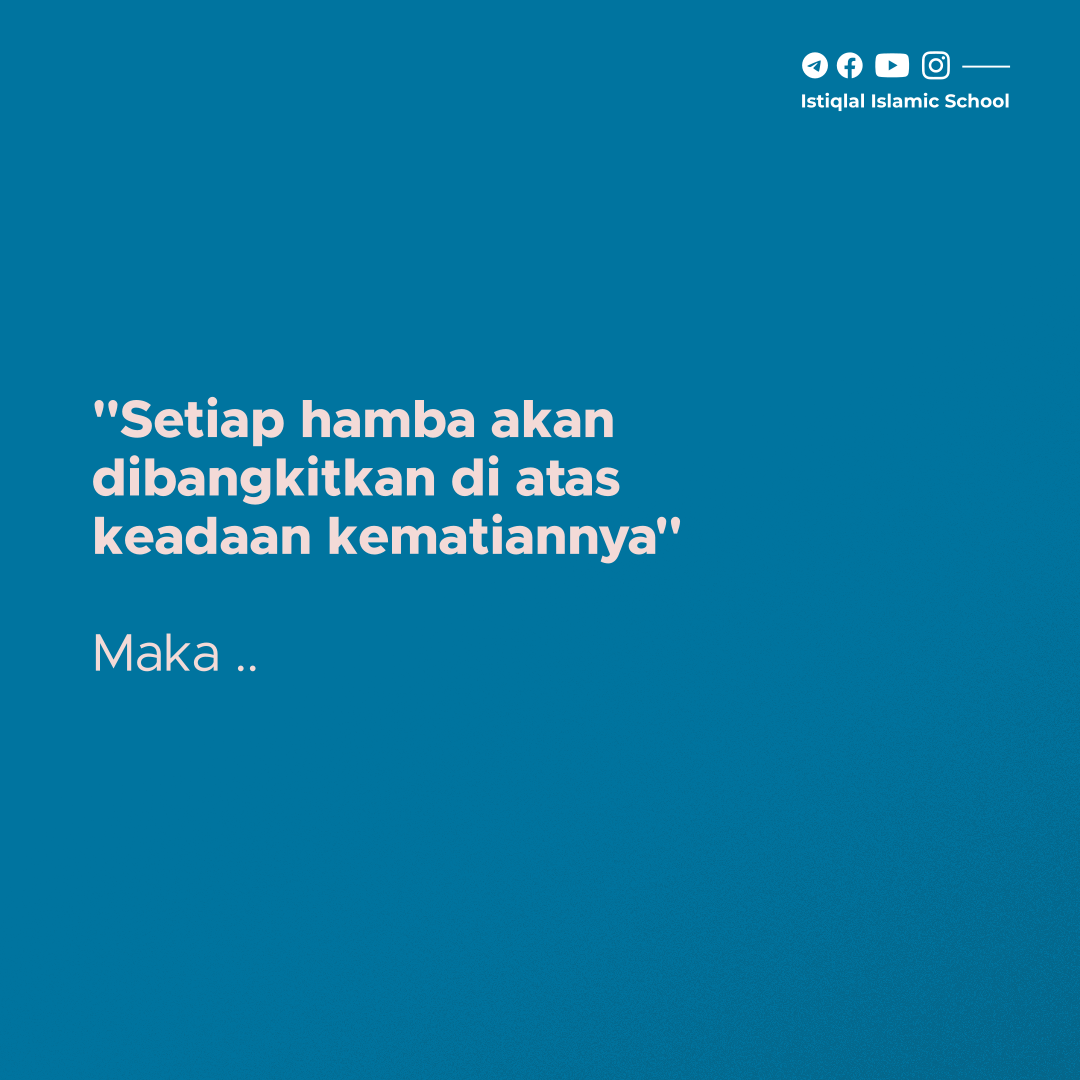 Istiqlal Islamic School
"Setiap hamba akan
dibangkitkan di atas
keadaan kematiannya"
Maka ..